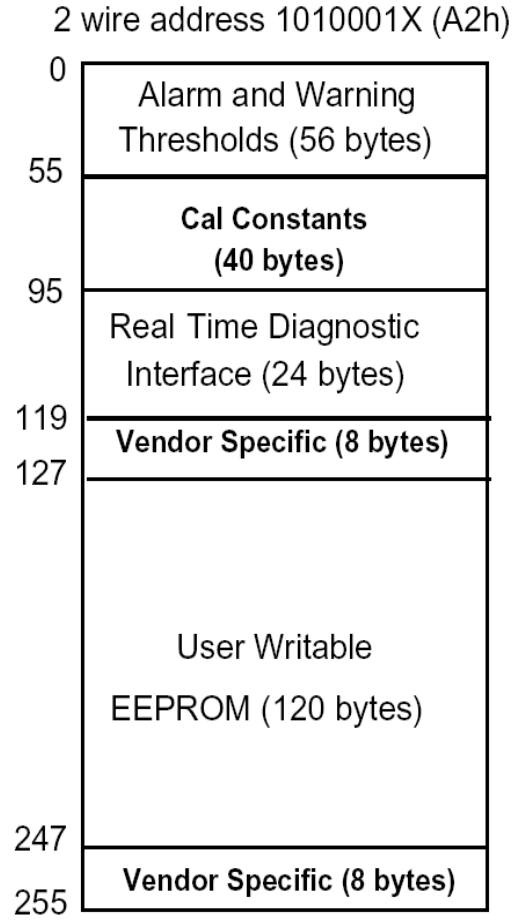 2 wire address 1010001X (A2h)
0
Alarm and Warning
Thresholds (56 bytes)
55
Cal Constants
(40 bytes)
95
Real Time Diagnostic
Interface (24 bytes)
119
Vendor Specific (8 bytes)
127
User Writable
EEPROM (120 bytes)
247
Vendor Specific (8 bytes)
255